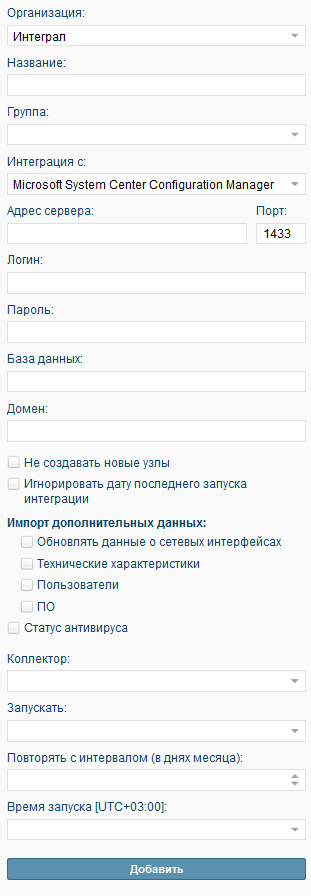 Организация:
Интеграл
Название:
Группа:
Интеграция с:
Microsoft System Center Configuration Manager
Адрес сервера: Порт:
1433
Логин:
Пароль:
База данных:
Домен:
Не создавать новые узлы
Игнорировать дату последнего запуска
интеграции
Импорт дополнительных данных:
Обновлять данные о сетевых интерфейсах
Технические характеристики
Пользователи
ПО
Статус антивируса
Коллектор:
Запускать:
Повторять с интервалом (в днях месяца):
Время запуска [UTC+03:00]:
Добавить